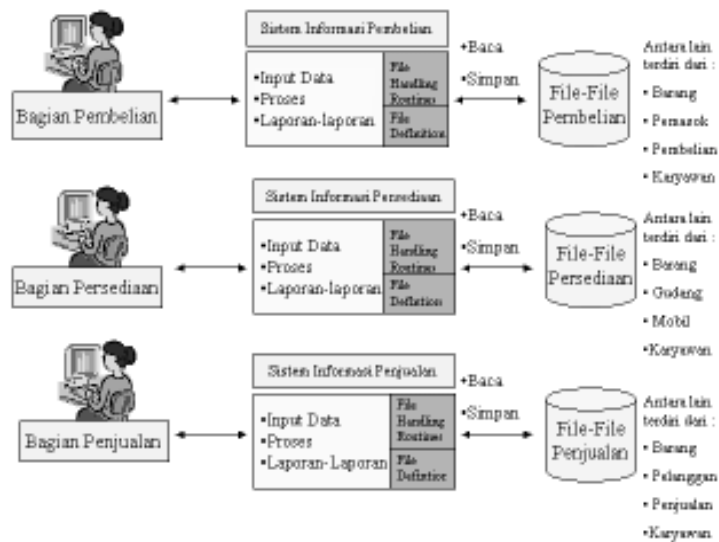 Bagian Pembelian
Sistem Informasi Pembelian
•Input Data
•Proses
•Laporan-laporan
File
Handling
Routines
File
Definition
•Baca
•Simpan
File-File
Pembelian
Antara lain
terdiri dari :
• Barang
• Pemasok
• Pembelian
• Karyawan
Bagian Persediaan
Sistem Informasi Persediaan
•Input Data
•Proses
•Laporan-laporan
File
Handling
Routines
File
Definition
•Baca
•Simpan
File-File
Persediaan
Antara lain
terdiri dari :
• Barang
• Gudang
• Mobil
•Karyawan
Bagian Penjualan
Sistem Informasi Penjualan
•Input Data
•Proses
•Laporan-Laporan
File
Handling
Routines
File
Definition
•Baca
•Simpan
File-File
Penjualan
Antara lain
terdiri dari :
• Barang
• Pelanggan
• Penjualan
•Karyawan